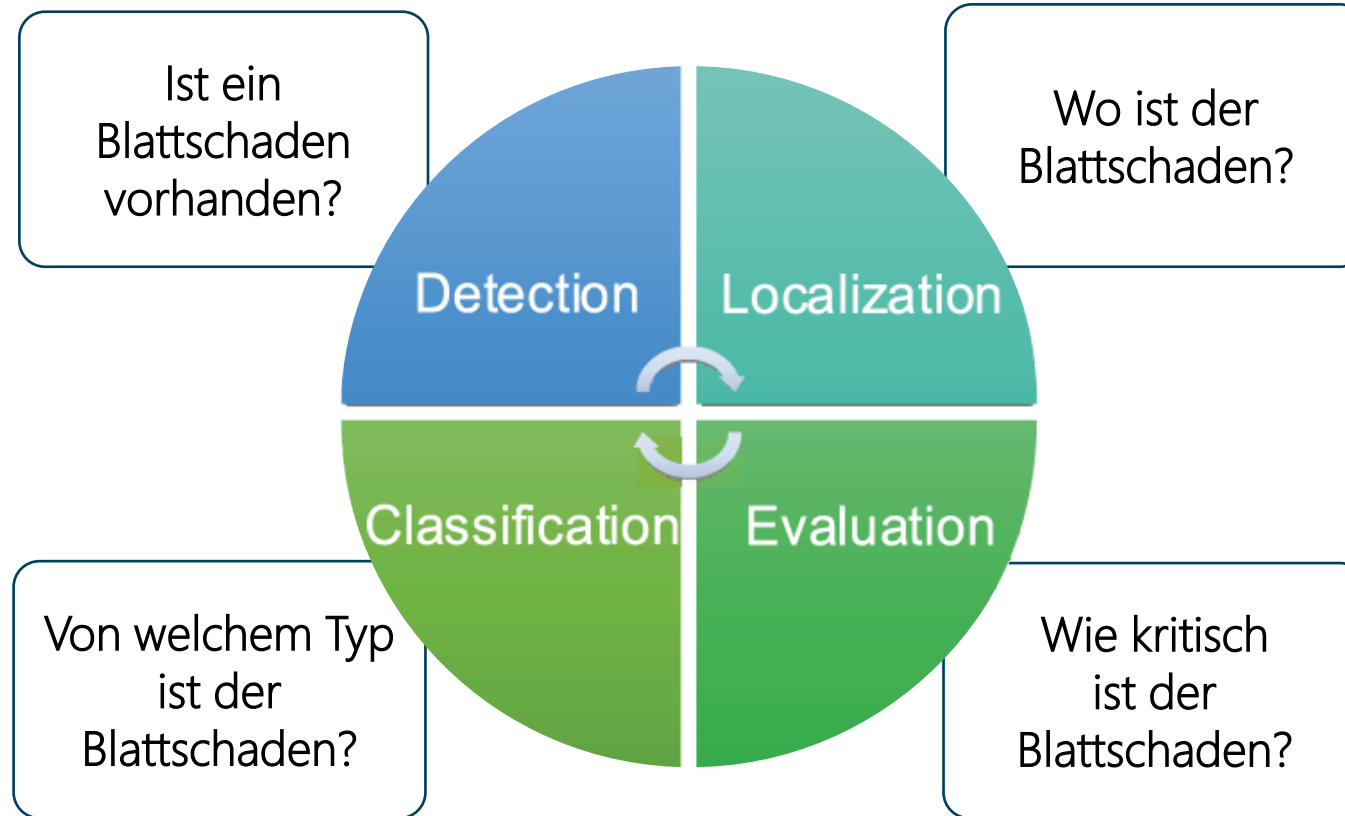 Ist ein
Blattschaden
vorhanden?
Wo ist der
Blattschaden?
Detection
Localization
Classification
Evaluation
Von welchem Typ
ist der
Blattschaden?
Wie kritisch
ist der
Blattschaden?